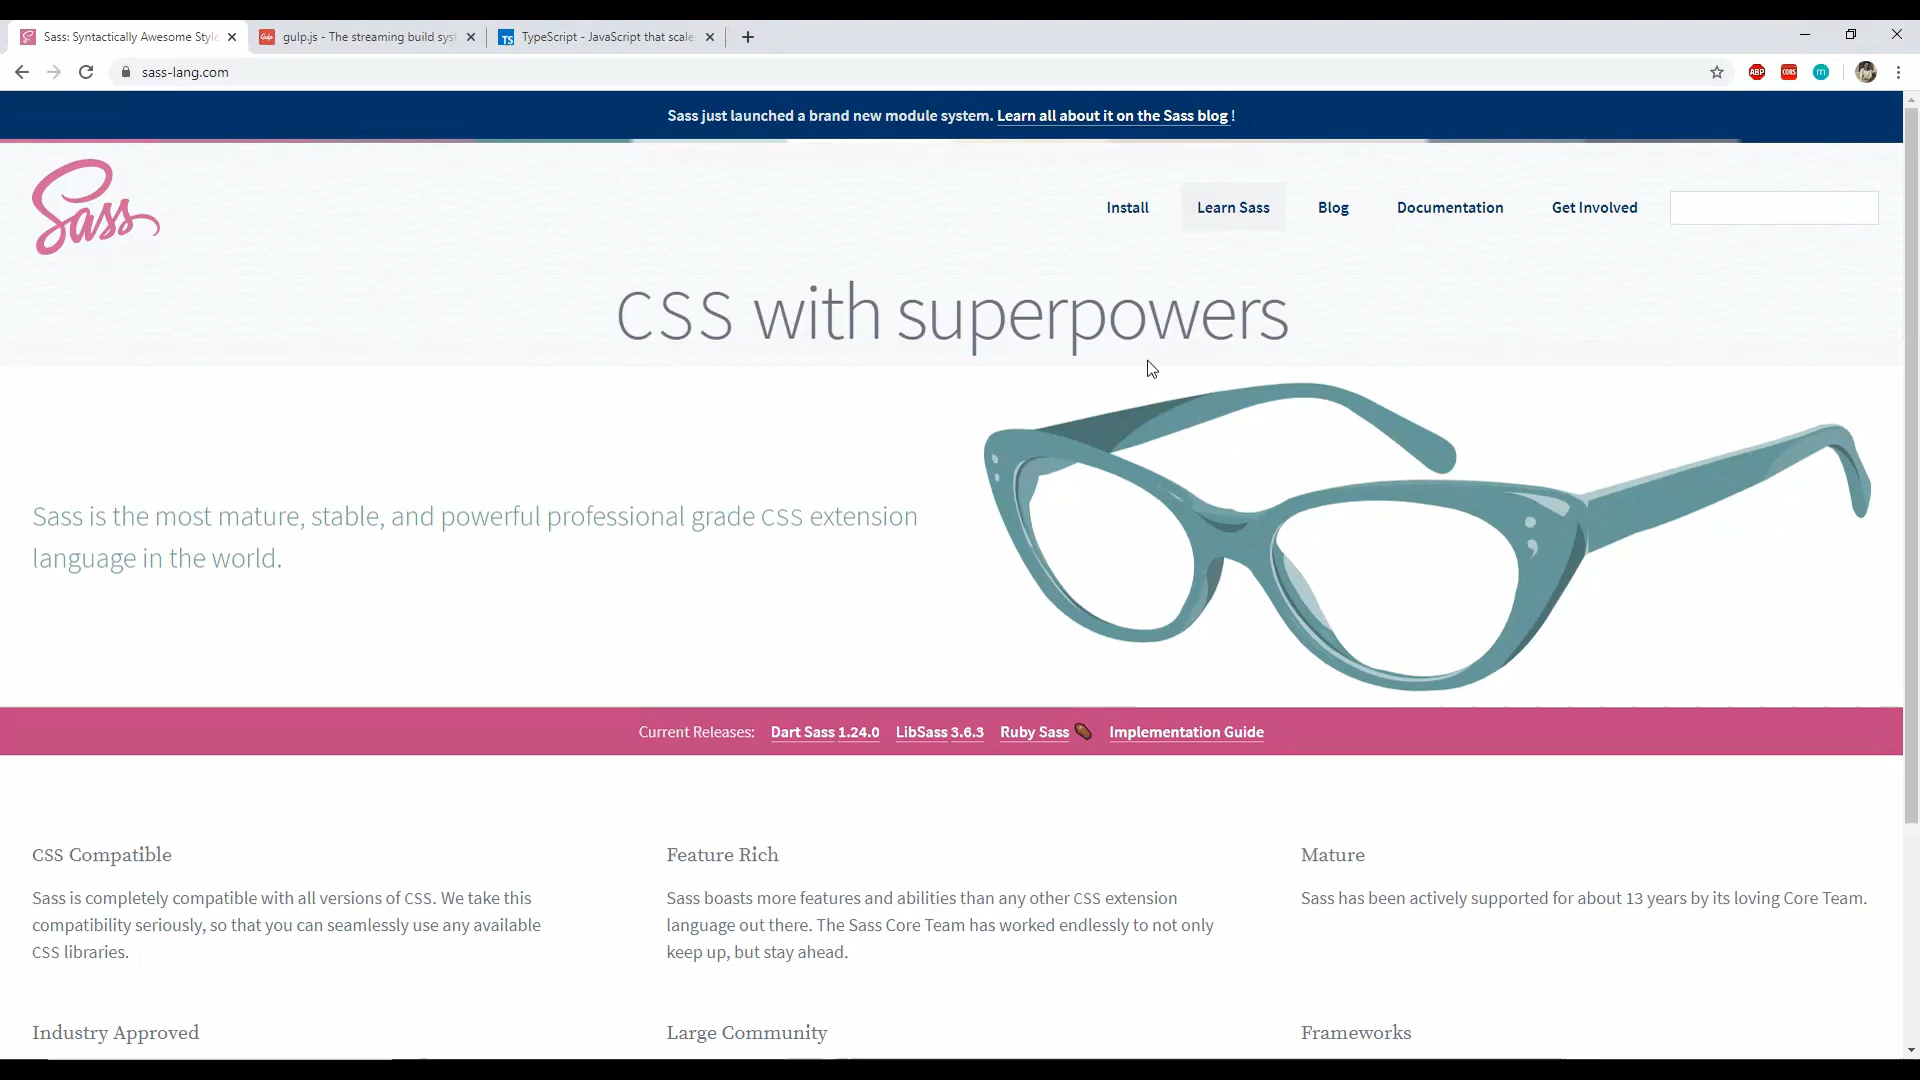 Sass: Syntactically Awesome Style
gulp.js - The streaming build syst
TypeScript - JavaScript that scale
sass-lang.com
ABP
CORS
m
Sass just launched a brand new module system. Learn all about it on the Sass blog !
Sass
Install
Learn Sass
Blog
Documentation
Get Involved
CSS with superpowers
Sass is the most mature, stable, and powerful professional grade CSS extension
language in the world.
Current Releases: Dart Sass 1.24.0 LibSass 3.6.3 Ruby Sass Implementation Guide
CSS Compatible
Sass is completely compatible with all versions of CSS. We take this
compatibility seriously, so that you can seamlessly use any available
CSS libraries.
Feature Rich
Sass boasts more features and abilities than any other CSS extension
language out there. The Sass Core Team has worked endlessly to not only
keep up, but stay ahead.
Mature
Sass has been actively supported for about 13 years by its loving Core Team.
Industry Approved
Large Community
Frameworks